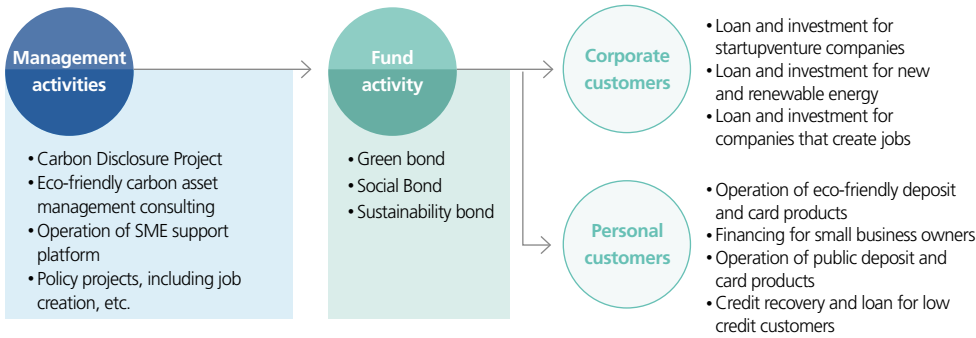 Management
activities
• Carbon Disclosure Project
• Eco-friendly carbon asset
management consulting
• Operation of SME support
platform
• Policy projects, including job
creation, etc.
Fund
activity
• Green bond
• Social Bond
• Sustainability bond
Corporate
customers
• Loan and investment for
startupventure companies
• Loan and investment for new
and renewable energy
• Loan and investment for
companies that create jobs
Personal
customers
• Operation of eco-friendly deposit
and card products
• Financing for small business owners
• Operation of public deposit and
card products
• Credit recovery and loan for low
credit customers